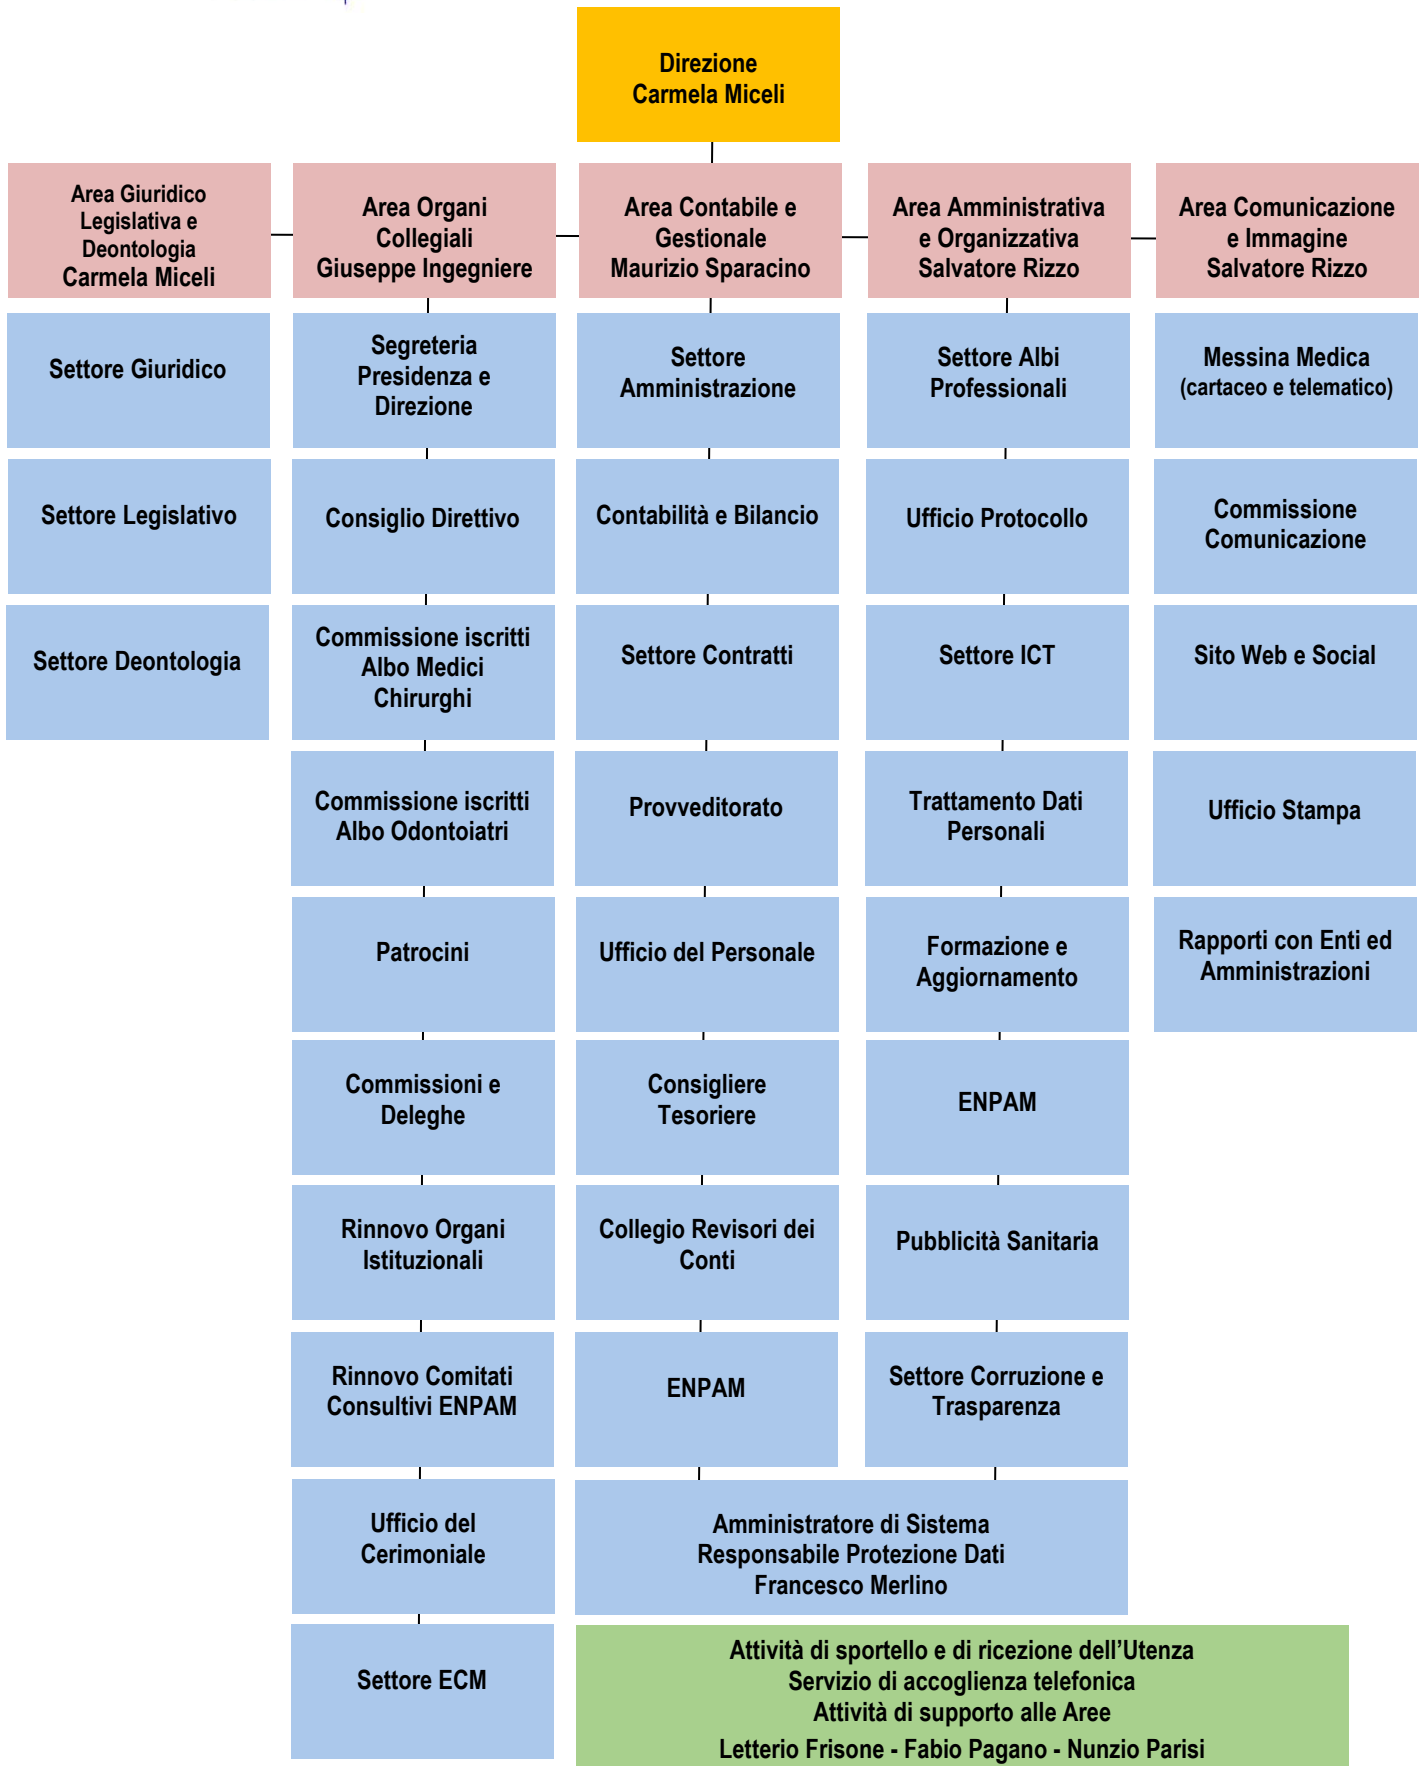 Direzione
Carmela Miceli
Area Giuridico
Legislativa e
Deontologia
Carmela Miceli
Area Organi
Collegiali
Giuseppe Ingegniere
Area Contabile e
Gestionale
Maurizio Sparacino
Area Amministrativa
e Organizzativa
Salvatore Rizzo
Area Comunicazione
e Immagine
Salvatore Rizzo
Settore Giuridico
Segreteria
Presidenza e
Direzione
Settore
Amministrazione
Settore Albi
Professionali
Messina Medica
(cartaceo e telematico)
Settore Legislativo
Consiglio Direttivo
Contabilità e Bilancio
Ufficio Protocollo
Commissione
Comunicazione
Settore Deontologia
Commissione iscritti
Albo Medici
Chirurghi
Settore Contratti
Settore ICT
Sito Web e Social
Commissione iscritti
Albo Odontoiatri
Provveditorato
Trattamento Dati
Personali
Ufficio Stampa
Patrocini
Ufficio del Personale
Formazione e
Aggiornamento
Rapporti con Enti ed
Amministrazioni
Commissioni e
Deleghe
Consigliere
Tesoriere
ENPAM
Rinnovo Organi
Istituzionali
Collegio Revisori dei
Conti
Pubblicità Sanitaria
Rinnovo Comitati
Consultivi ENPAM
ENPAM
Settore Corruzione e
Trasparenza
Ufficio del
Cerimoniale
Amministratore di Sistema
Responsabile Protezione Dati
Francesco Merlino
Settore ECM
Attività di sportello e di ricezione dell’Utenza
Servizio di accoglienza telefonica
Attività di supporto alle Aree
Letterio Frisone - Fabio Pagano - Nunzio Parisi